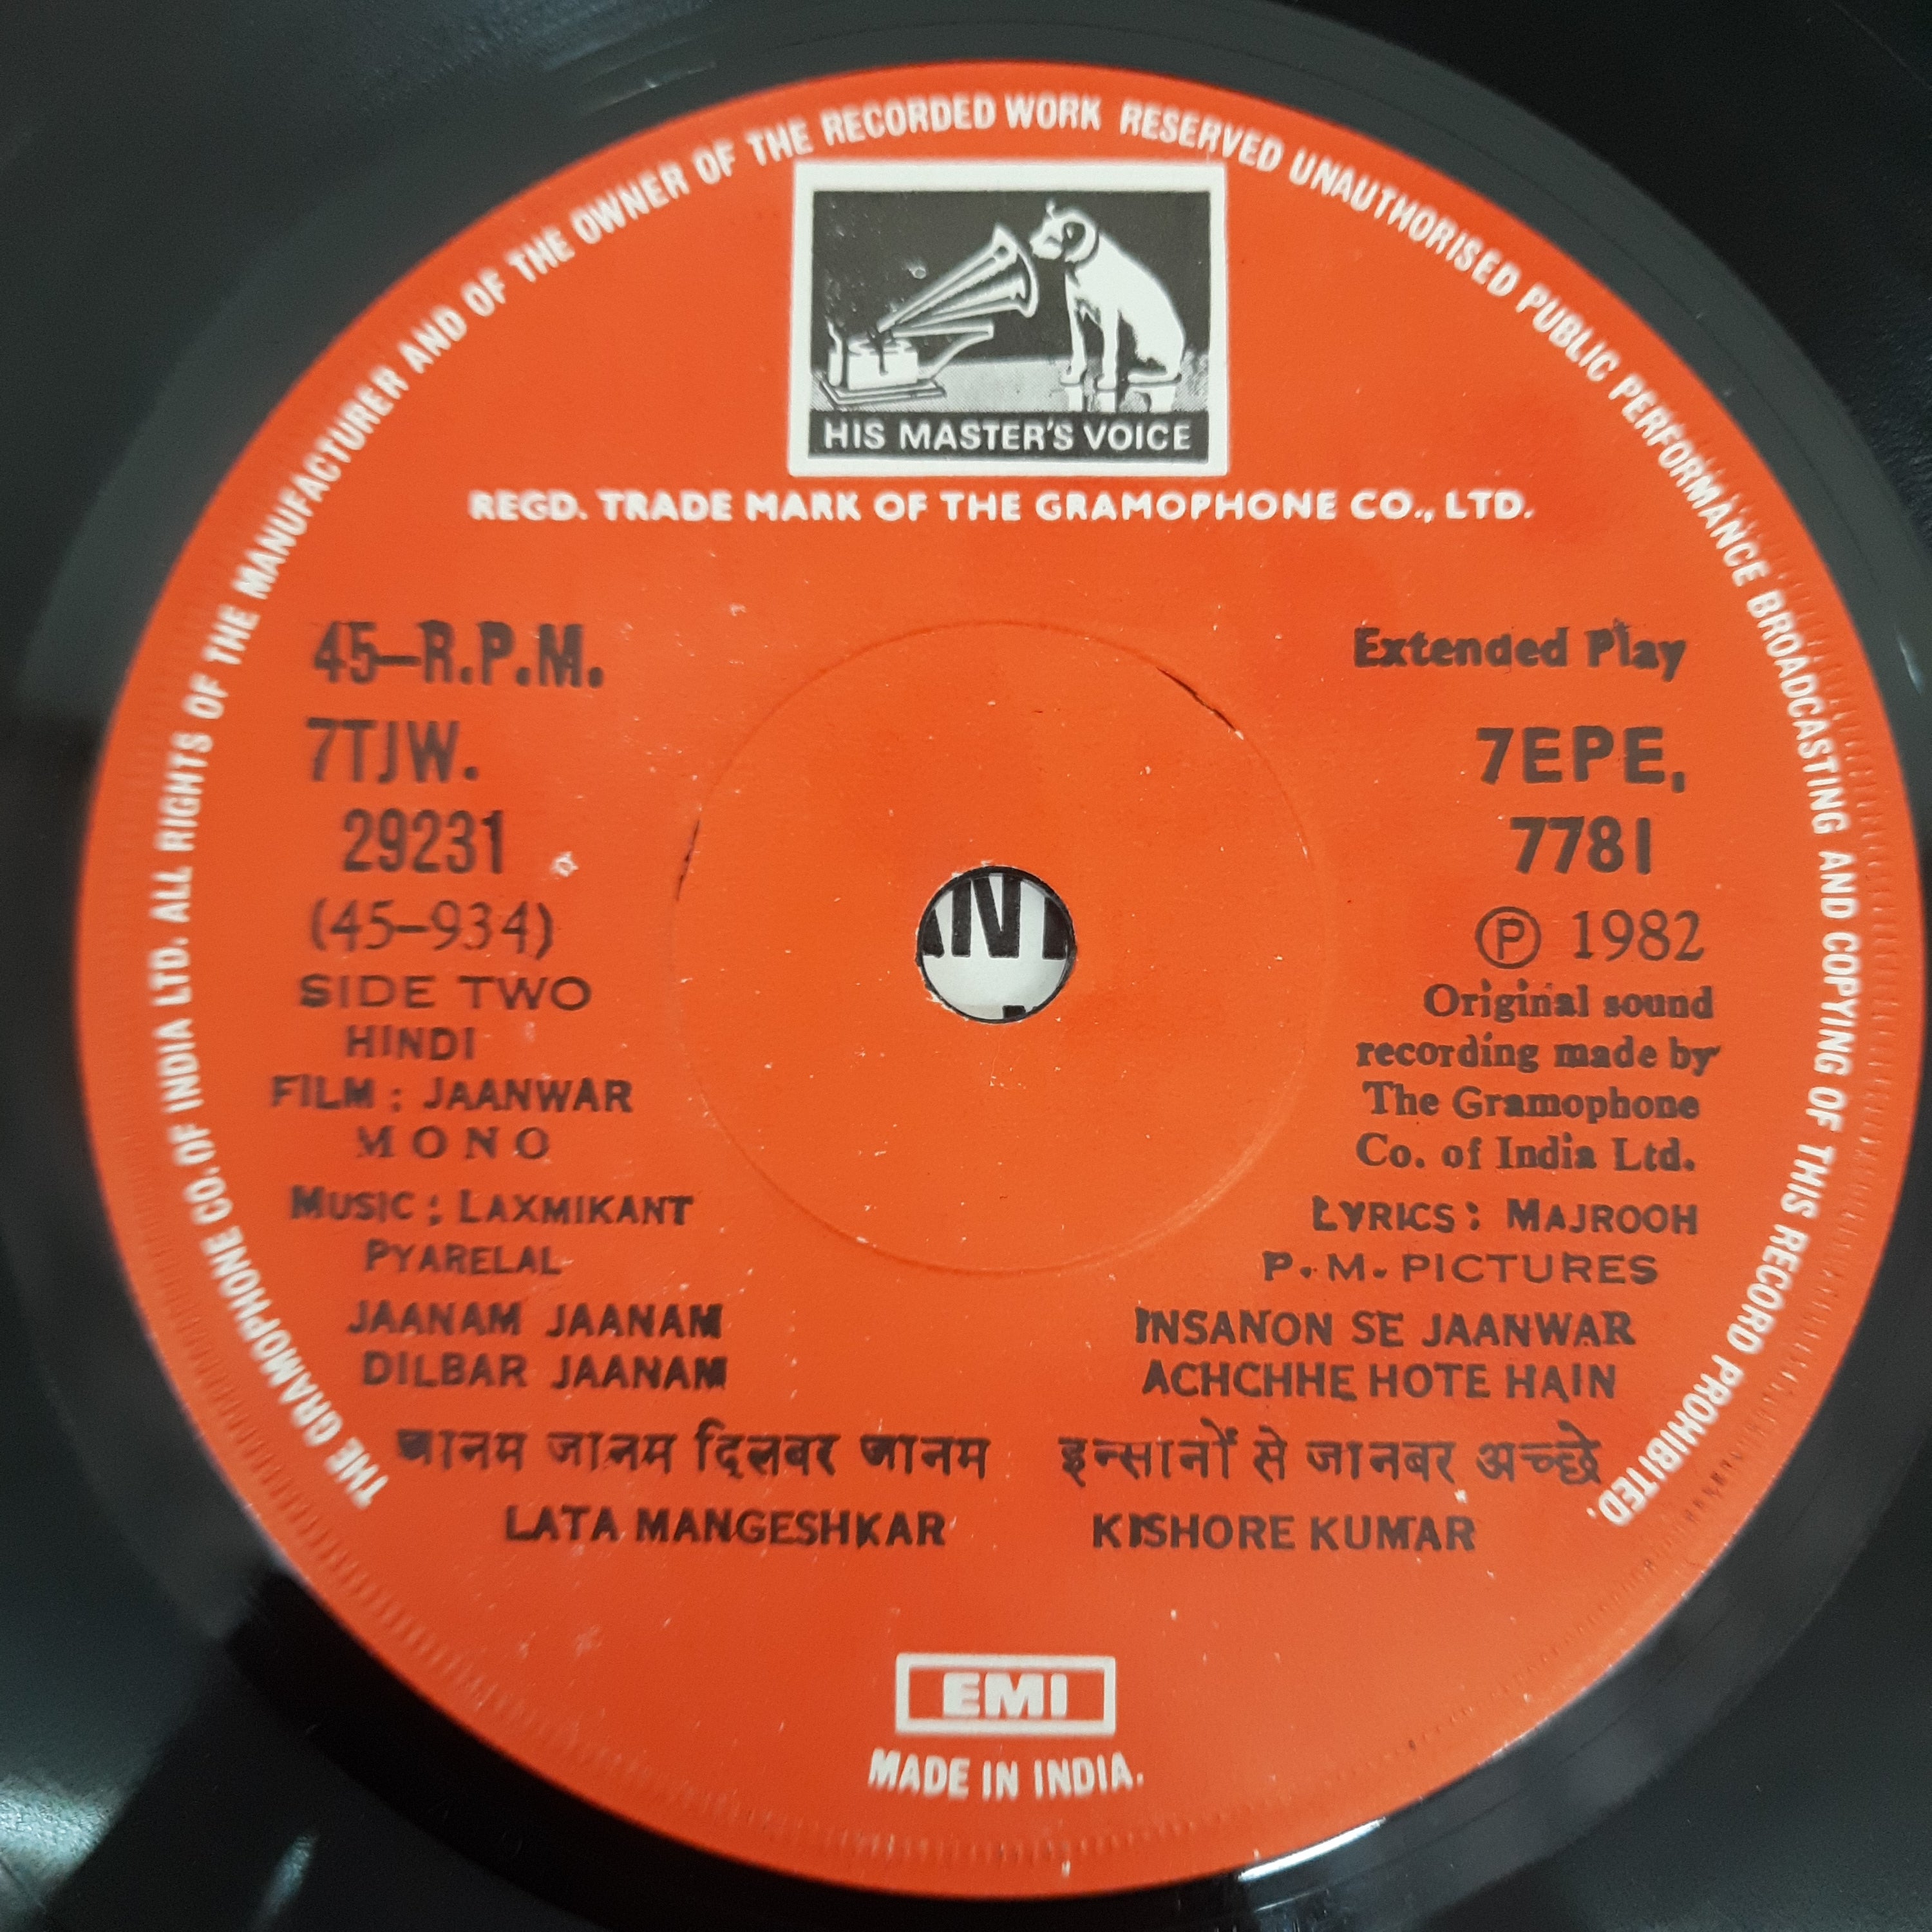 THE GRAMOPHONE CO. OF INDIA LTD. ALL RIGHTS OF THE MANUFACTURER AND OF THE OWNER OF THE RECORDED WORK RESERVED UNAUTHORISED PUBLIC PERFORMANCE BROADCASTING AND COPYING OF THIS RECORD PROHIBITED.
HIS MASTER'S VOICE
REGD. TRADE MARK OF THE GRAMOPHONE CO., LTD.
45-R.P.M.
7TJW.
29231
(45-934)
SIDE TWO
HINDI
FILM : JAANWAR
MONO
MUSIC : LAXMIKANT
PYARELAL
Extended Play
7EPE,
7781
Ⓟ 1982
Original sound
recording made by
The Gramophone
Co. of India Ltd.
LYRICS : MAJROOH
P. M. PICTURES
JAANAM JAANAM
DILBAR JAANAM
जानम जानम दिलबर जानम
LATA MANGESHKAR
INSANON SE JAANWAR
ACHCHHE HOTE HAIN
इन्सानों से जानबर अच्छे
KISHORE KUMAR
EMI
MADE IN INDIA.